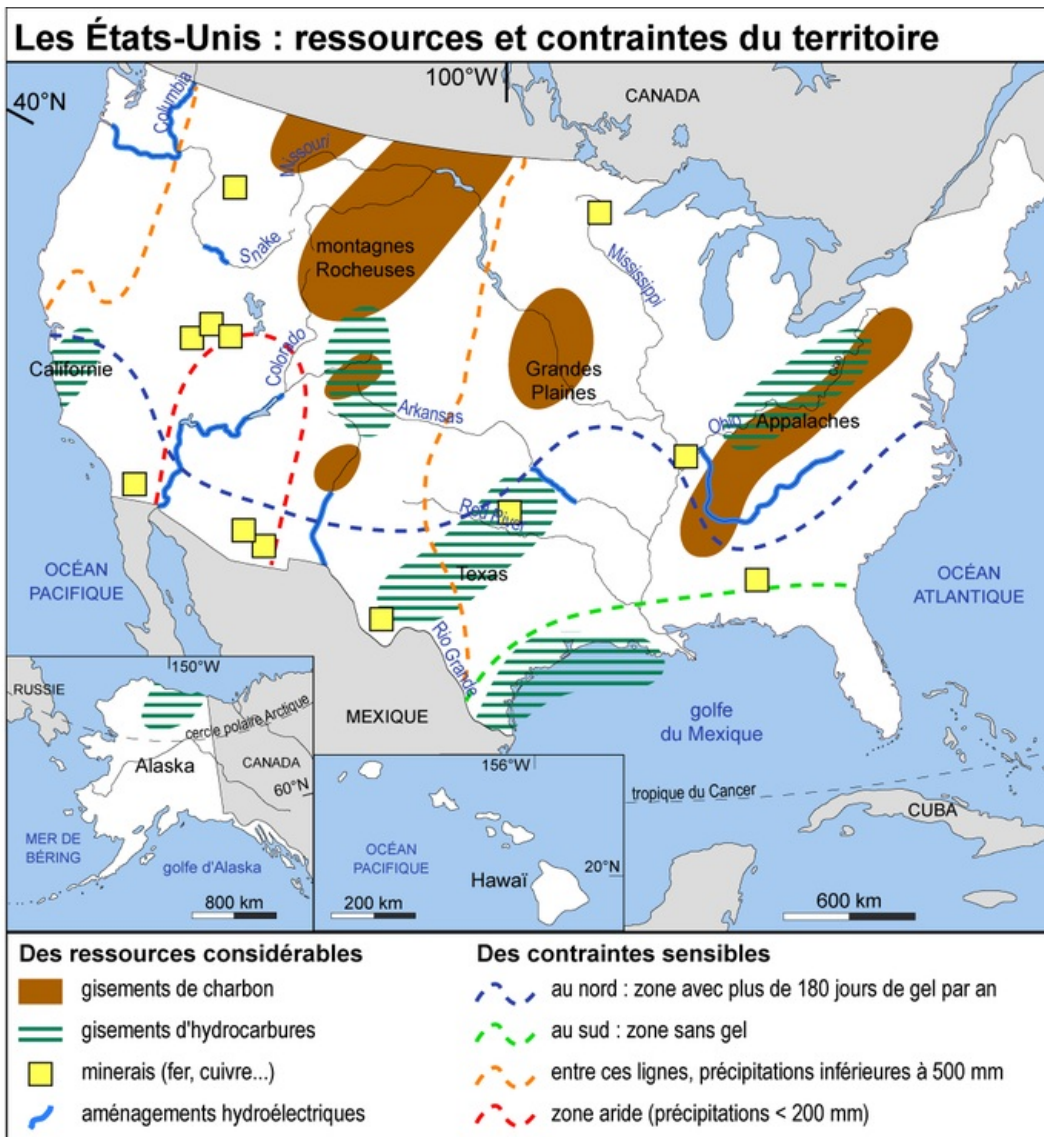 Les États-Unis : ressources et contraintes du territoire
100°W
40°N
CANADA
Columbia
Missouri
montagnes
Rocheuses
Snake
Mississippi
Californie
Colorado
Grandes
Plaines
Arkansas
Ohio
Appalaches
Red River
Texas
OCÉAN
PACIFIQUE
OCÉAN
ATLANTIQUE
Rio Grande
MEXIQUE
golfe
du Mexique
tropique du Cancer
CUBA
600 km
150°W
RUSSIE
cercle polaire Arctique
Alaska
CANADA
60°N
MER DE
BÉRING
golfe d'Alaska
800 km
156°W
OCÉAN
PACIFIQUE
20°N
Hawaï
200 km
Des ressources considérables
gisements de charbon
gisements d'hydrocarbures
minerais (fer, cuivre...)
aménagements hydroélectriques
Des contraintes sensibles
au nord : zone avec plus de 180 jours de gel par an
au sud : zone sans gel
entre ces lignes, précipitations inférieures à 500 mm
zone aride (précipitations < 200 mm)